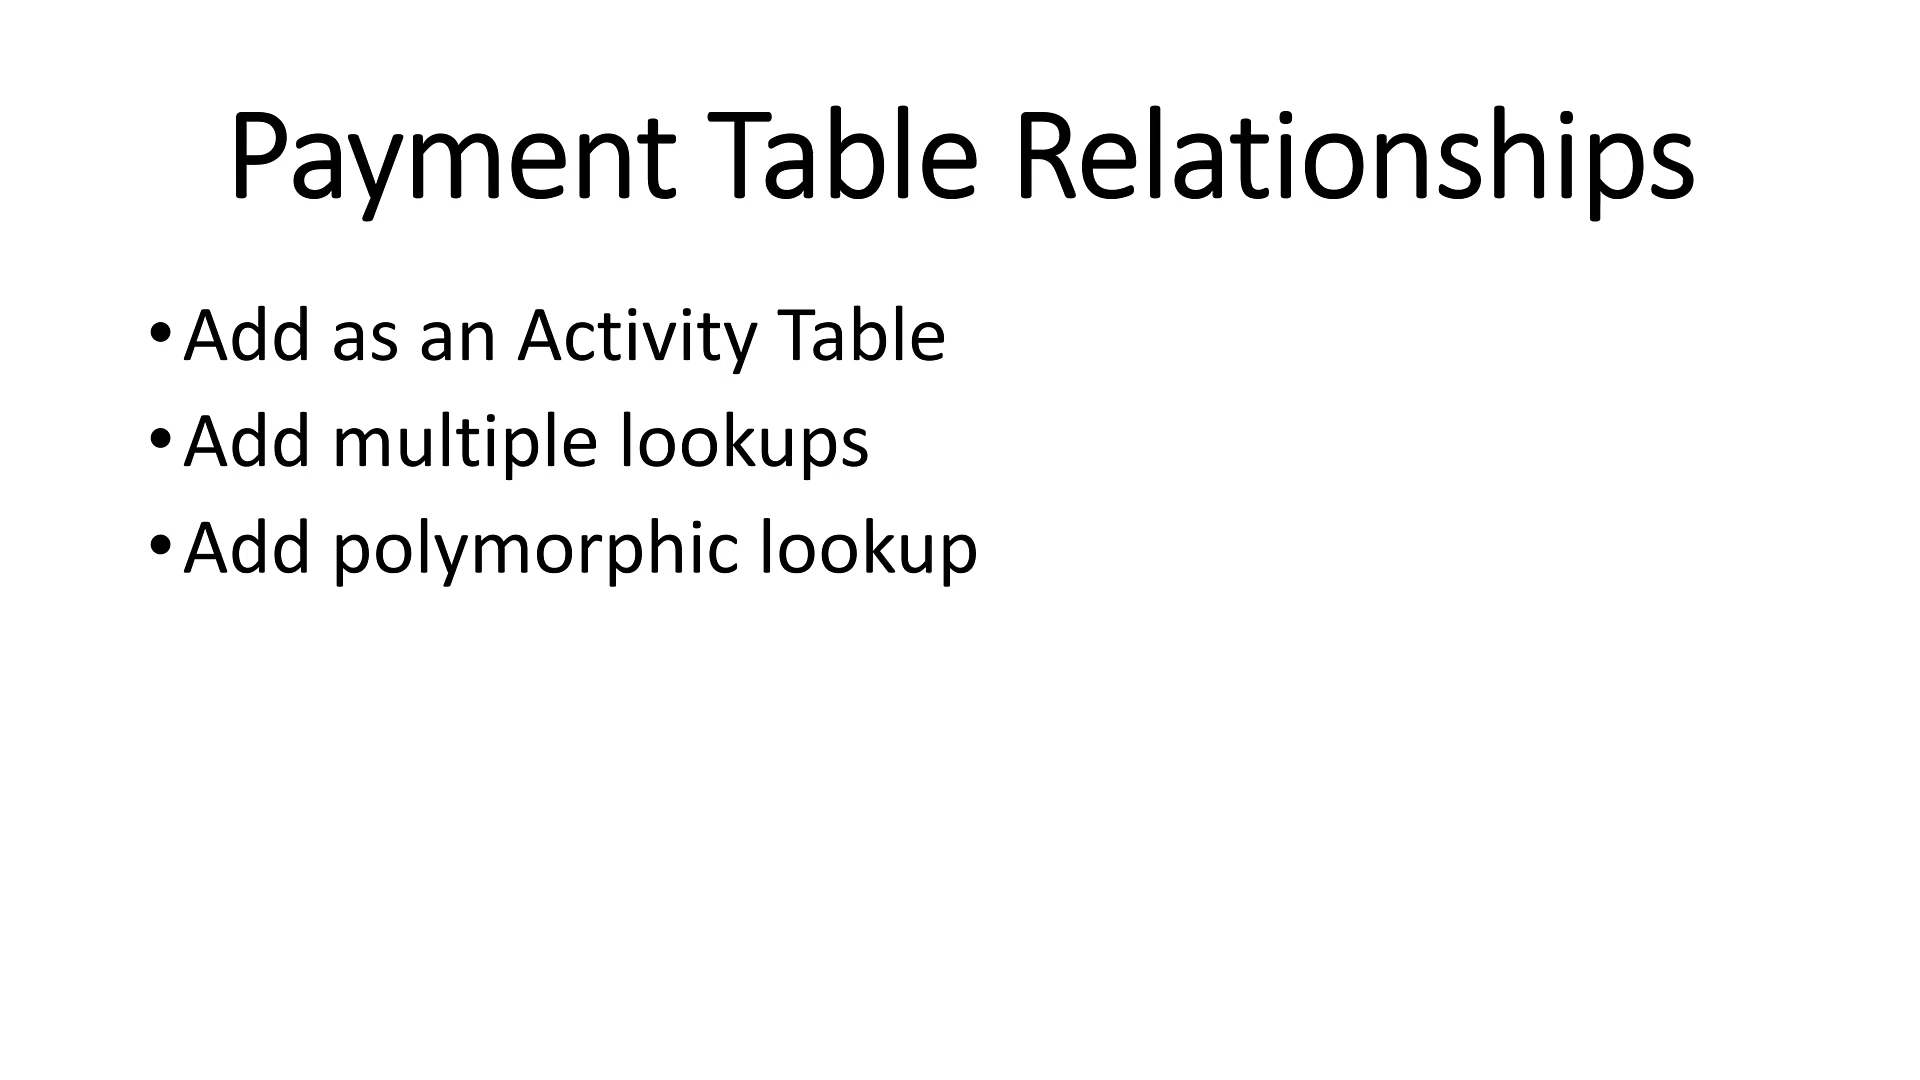 Payment Table Relationships
•Add as an Activity Table
•Add multiple lookups
•Add polymorphic lookup